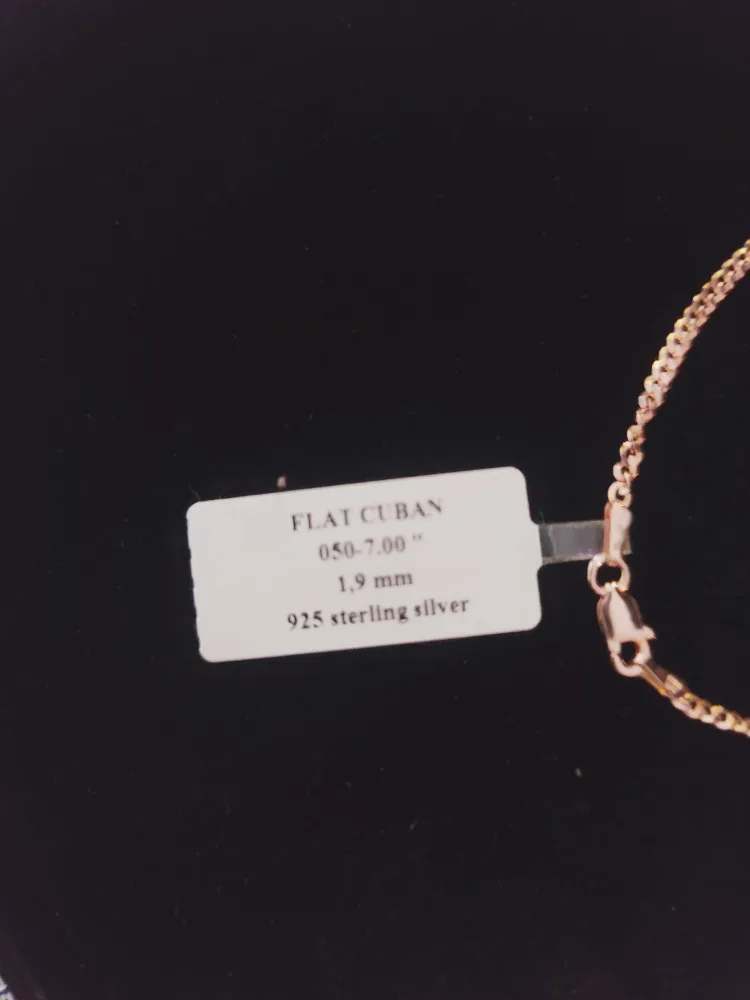 FLAT CUBAN
050-7.00 "
1,9 mm
925 sterling silver